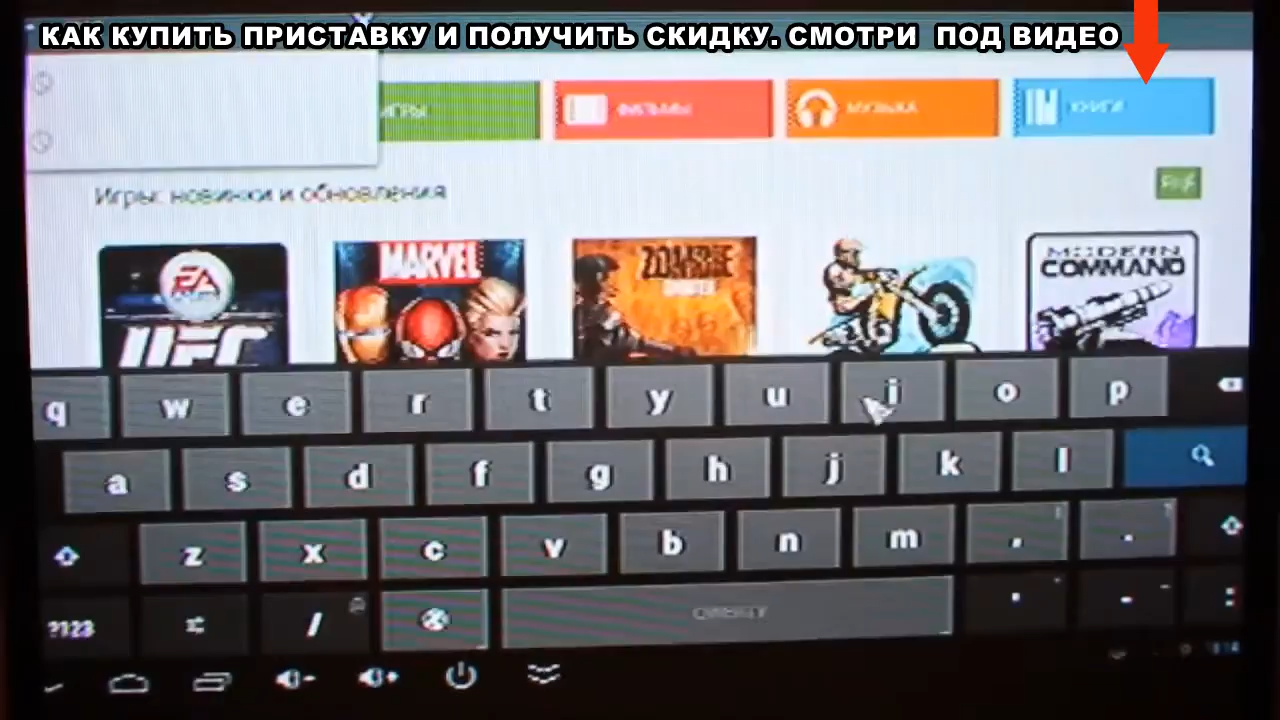 КАК КУПИТЬ ПРИСТАВКУ И ПОЛУЧИТЬ СКИДКУ. СМОТРИ ПОД ВИДЕО
ИГРЫ ФИЛЬМЫ МУЗЫКА КНИГИ
Игры: новинки и обновления
EA MARVEL ZOMBIE MODERN
COMMAND
UFC
q w e r t y u i o p
a s d f g h j k l
z x c v b n m , .
?123 / ' - :